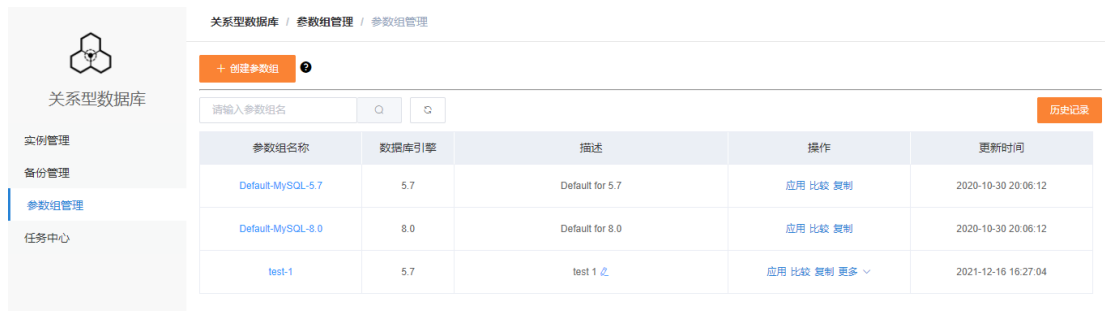 关系型数据库 / 参数组管理 / 参数组管理
关系型数据库
实例管理
备份管理
参数组管理
任务中心
+ 创建参数组 ?
请输入参数组名
历史记录
参数组名称 数据库引擎 描述 操作 更新时间
Default-MySQL-5.7 5.7 Default for 5.7 应用 比较 复制 2020-10-30 20:06:12
Default-MySQL-8.0 8.0 Default for 8.0 应用 比较 复制 2020-10-30 20:06:12
test-1 5.7 test 1 应用 比较 复制 更多 2021-12-16 16:27:04